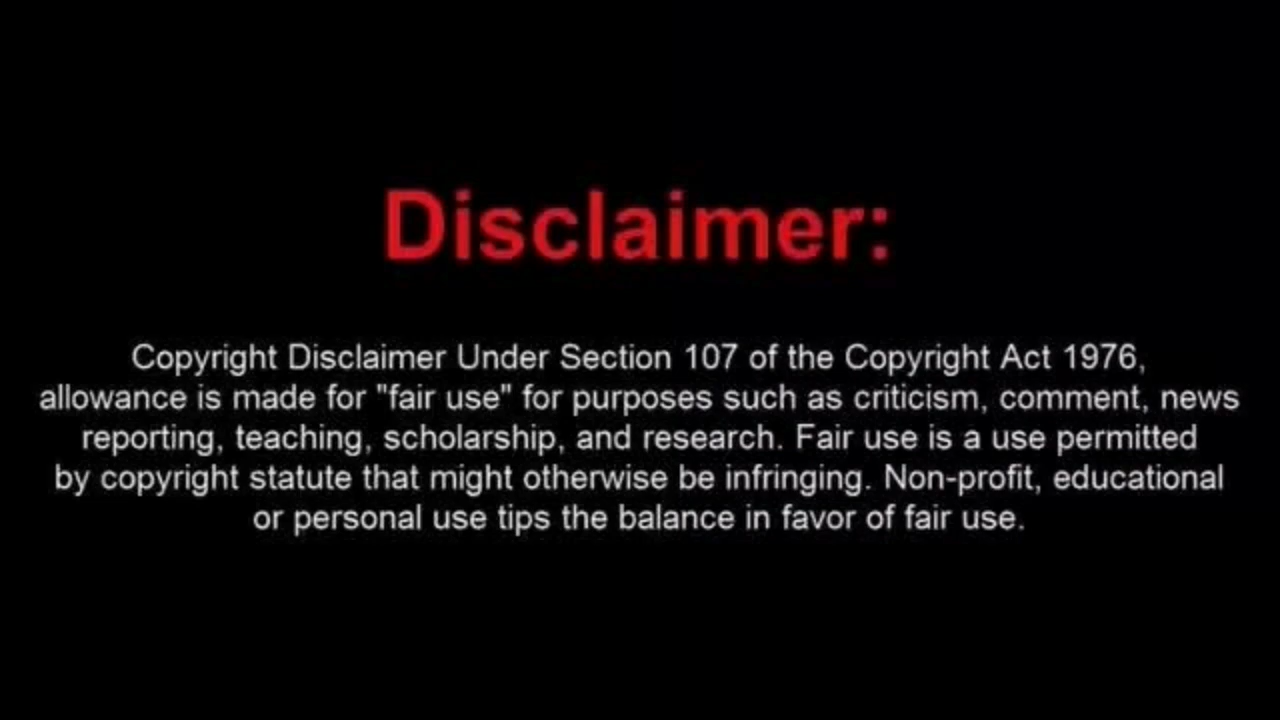 Disclaimer:
Copyright Disclaimer Under Section 107 of the Copyright Act 1976,
allowance is made for "fair use" for purposes such as criticism, comment, news
reporting, teaching, scholarship, and research. Fair use is a use permitted
by copyright statute that might otherwise be infringing. Non-profit, educational
or personal use tips the balance in favor of fair use.